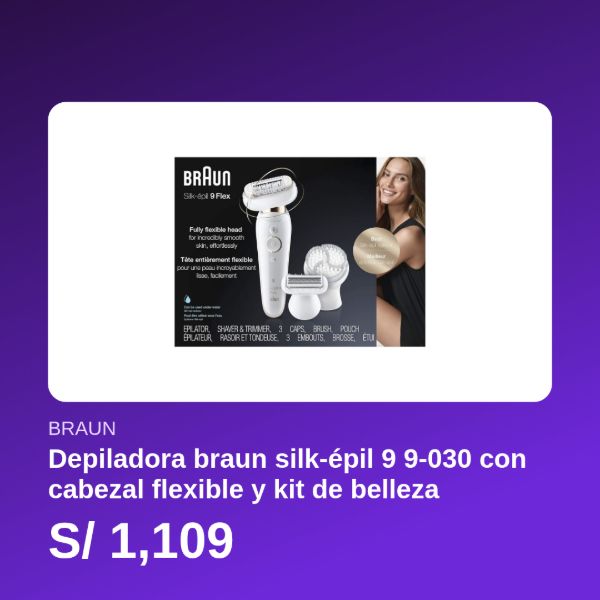 BRAUN
Silk-épil 9 Flex
Fully flexible head
for incredibly smooth
skin, effortlessly
Tête entièrement flexible
pour une peau incroyablement
lisse, facilement
EPILATOR, SHAVER & TRIMMER, 3 CAPS, BRUSH, POUCH
ÉPILATEUR, RASOIR ET TONDEUSE, 3 EMBOUTS, BROSSE, ÉTUI
BRAUN
Depiladora braun silk-épil 9 9-030 con
cabezal flexible y kit de belleza
S/ 1,109